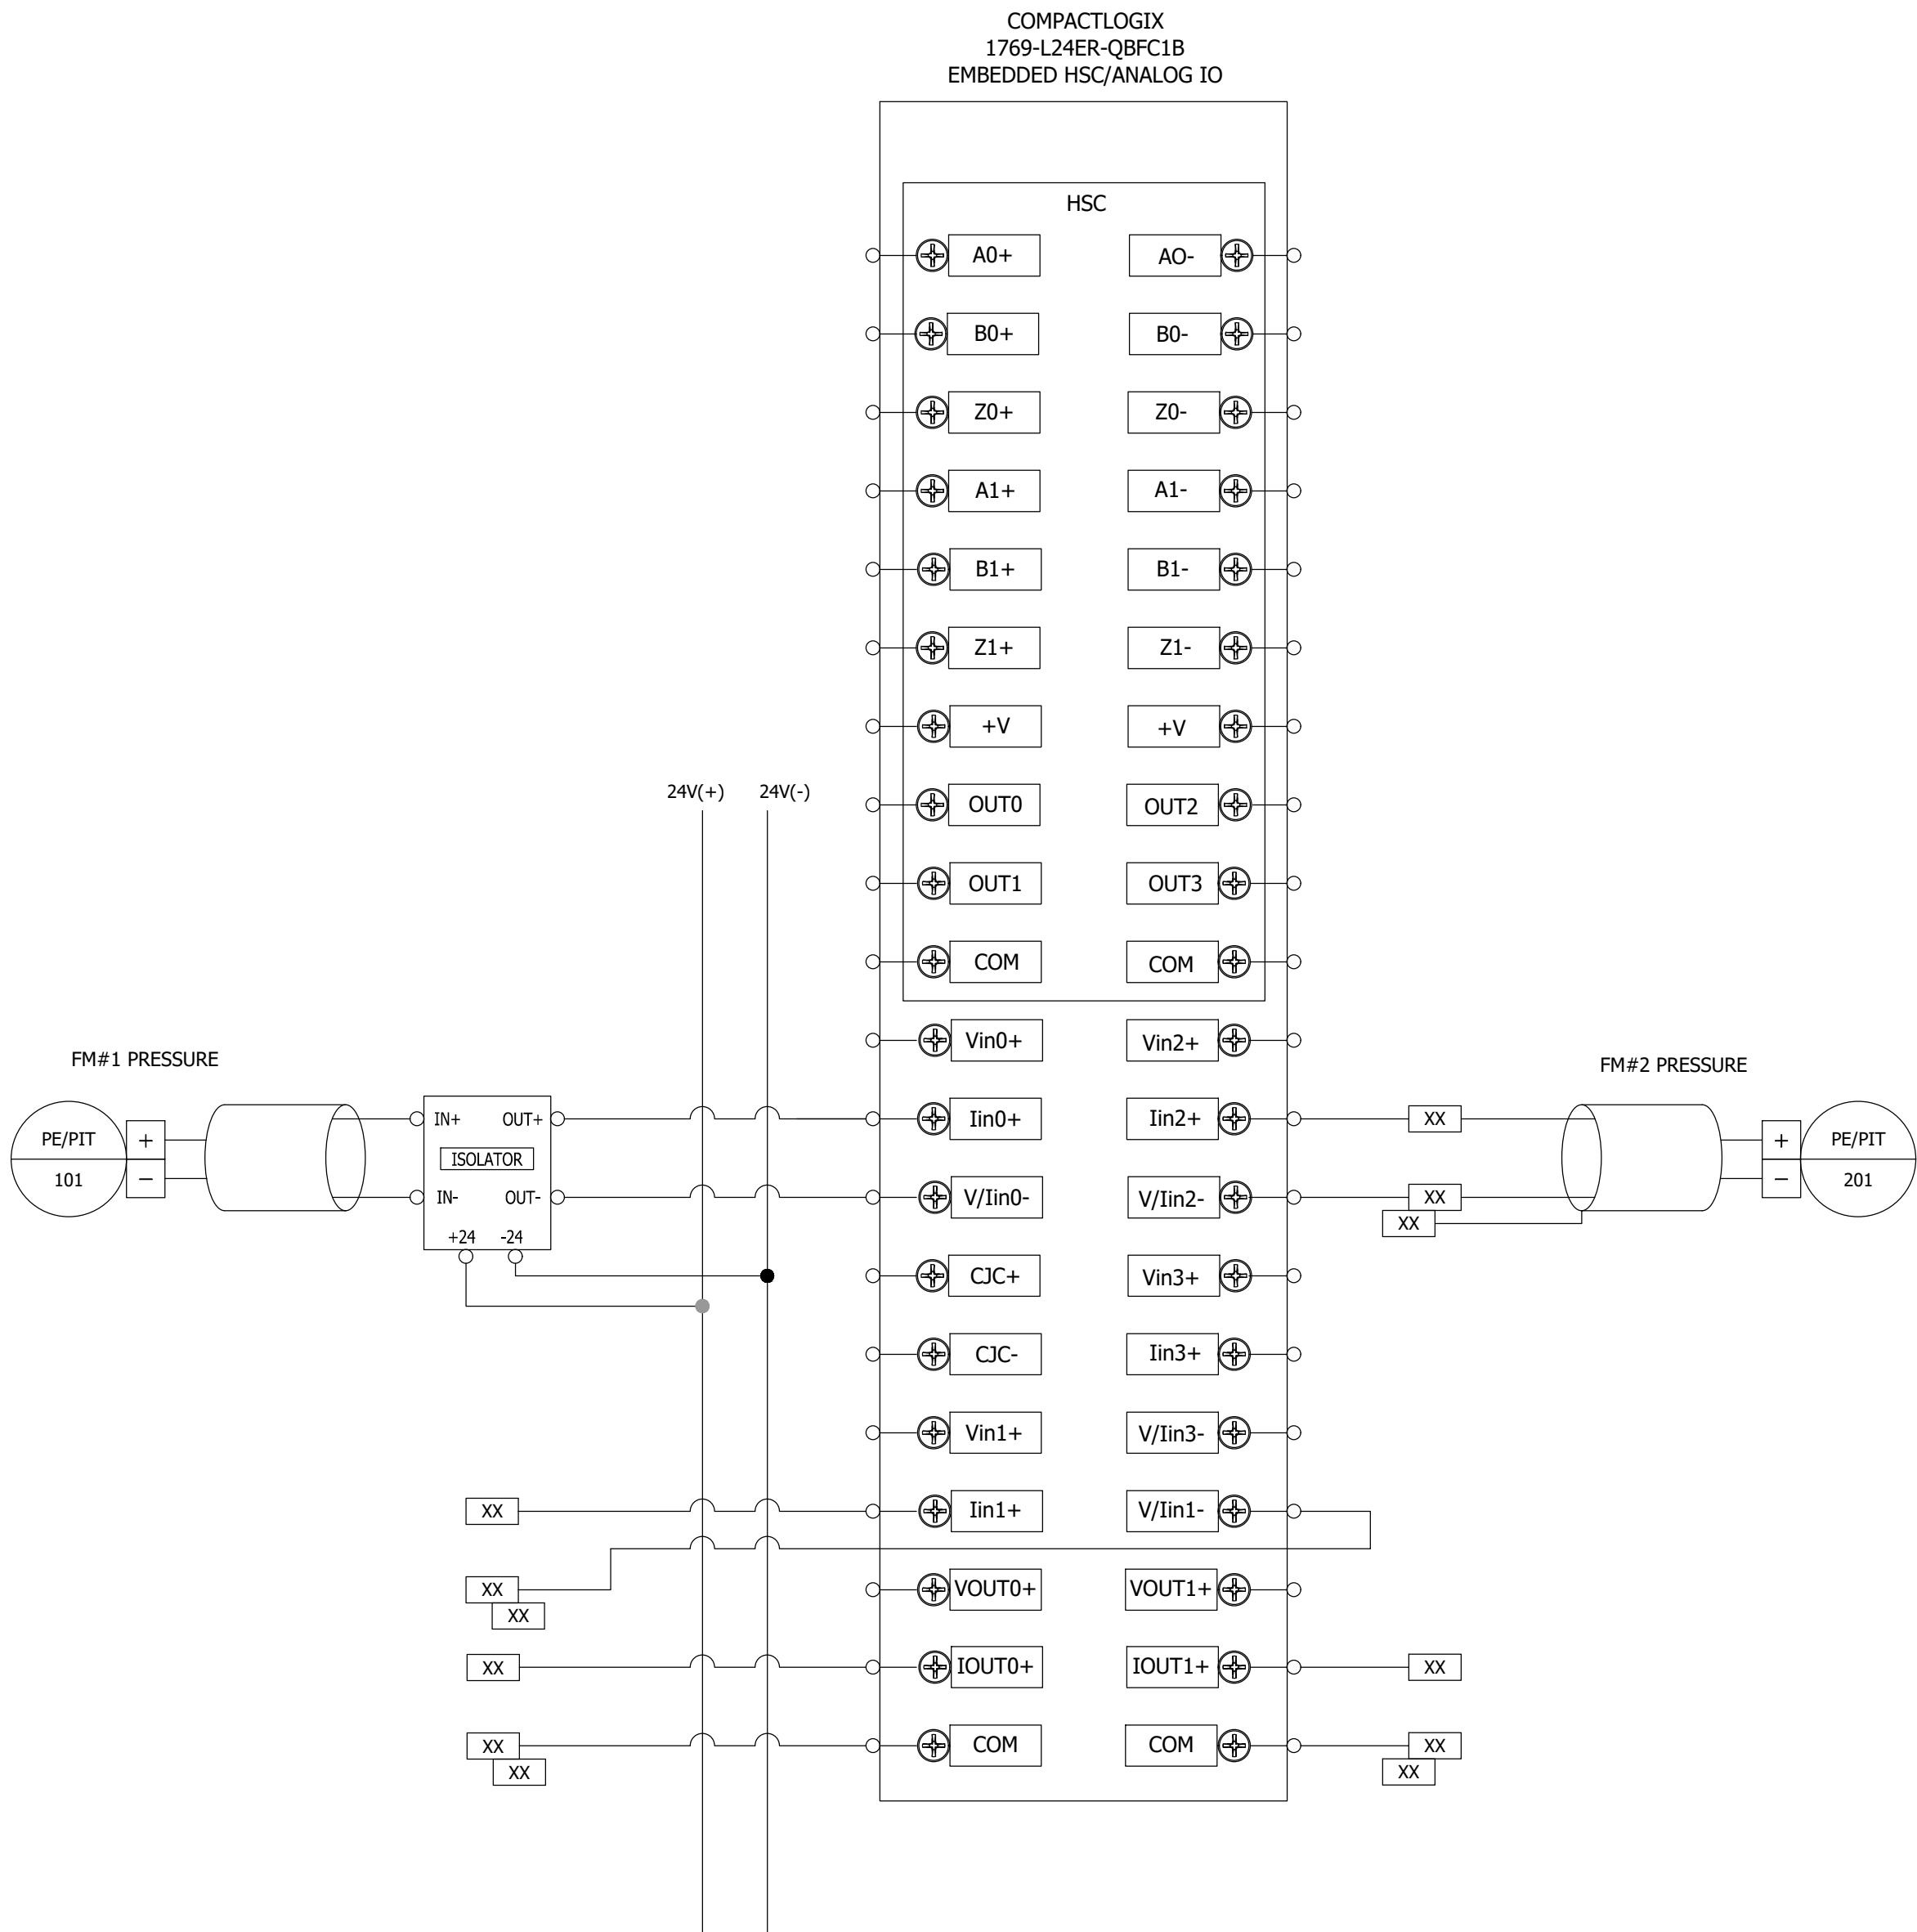 COMPACTLOGIX
1769-L24ER-QBFC1B
EMBEDDED HSC/ANALOG IO
HSC
A0+ AO-
B0+ B0-
Z0+ Z0-
A1+ A1-
B1+ B1-
Z1+ Z1-
+V +V
24V(+) 24V(-)
OUT0 OUT2
OUT1 OUT3
COM COM
Vin0+ Vin2+
FM#1 PRESSURE FM#2 PRESSURE
IN+ OUT+ Iin0+ Iin2+ XX
PE/PIT + PE/PIT +
ISOLATOR
101 − 201 −
IN- OUT- V/Iin0- V/Iin2- XX
XX
+24 -24
CJC+ Vin3+
CJC- Iin3+
Vin1+ V/Iin3-
XX Iin1+ V/Iin1-
XX VOUT0+ VOUT1+
XX
XX IOUT0+ IOUT1+ XX
XX COM COM XX
XX XX